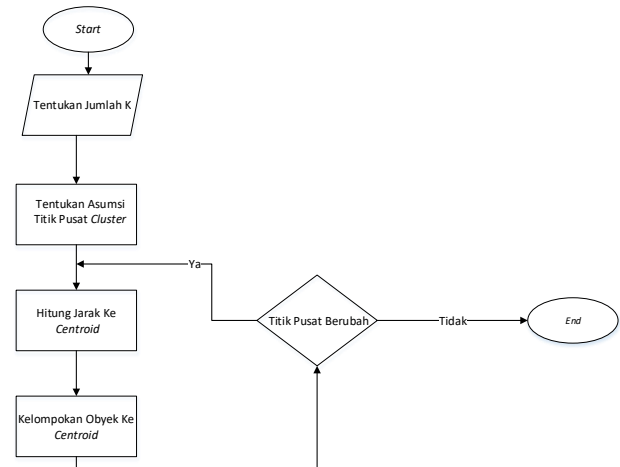 Start
Tentukan Jumlah K
Tentukan Asumsi
Titik Pusat Cluster
Ya
Hitung Jarak Ke
Centroid
Titik Pusat Berubah
Tidak
End
Kelompokan Obyek Ke
Centroid